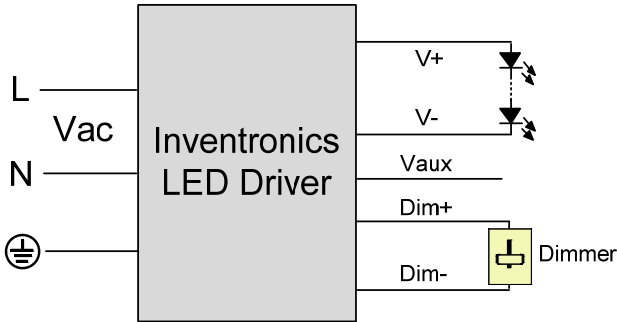 L
Vac
N
Inventronics
LED Driver
V+
V-
Vaux
Dim+
Dim-
Dimmer